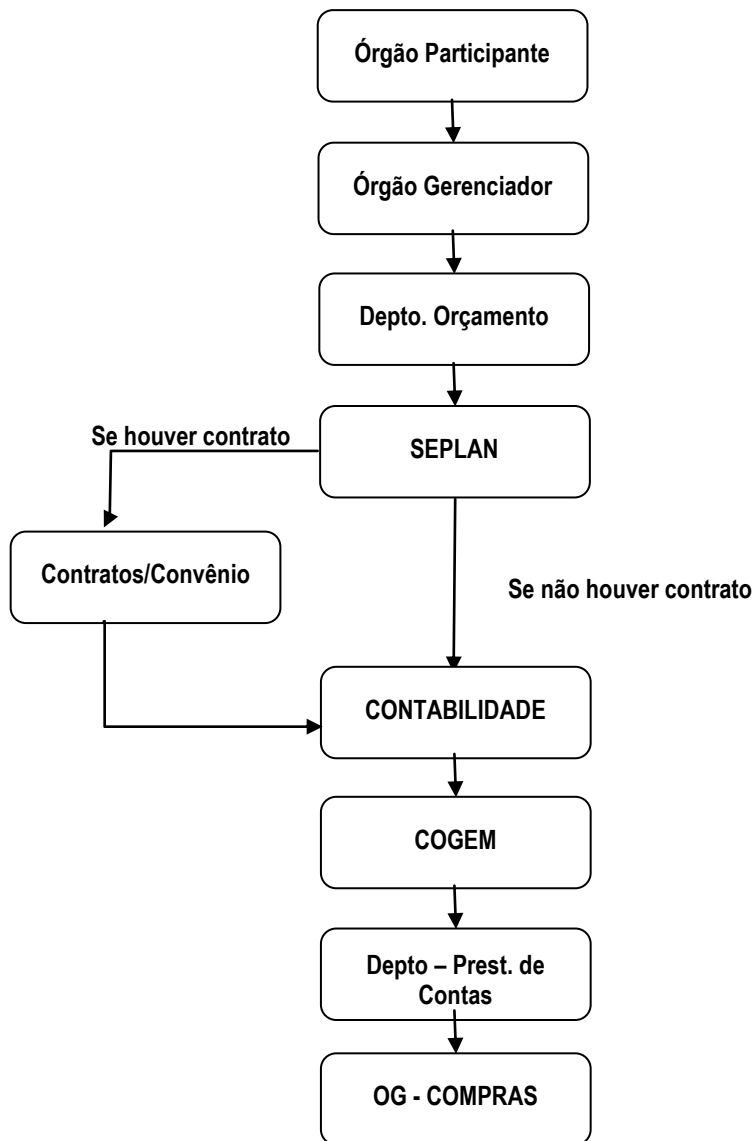 Órgão Participante
Órgão Gerenciador
Depto. Orçamento
Se houver contrato
SEPLAN
Contratos/Convênio
Se não houver contrato
CONTABILIDADE
COGEM
Depto – Prest. de
Contas
OG - COMPRAS